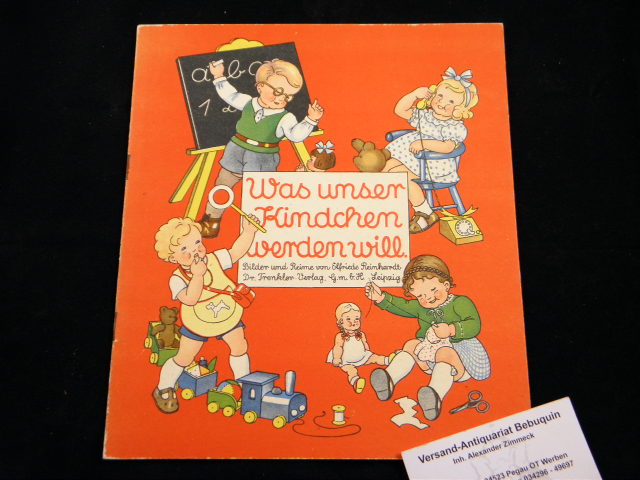 a b c
1 2
Was unser
Kindchen
werden will.
Bilder und Reime von Elfriede Reinhardt
Dr. Trenkler Verlag G.m.b.H. Leipzig
Versand-Antiquariat Bebuquin
Inh. Alexander Zimmeck
04523 Pegau OT Werben
034296 - 49697